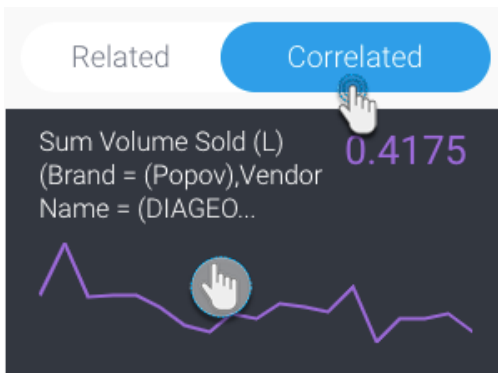 Related
Correlated
Sum Volume Sold (L)
0.4175
(Brand = (Popov),Vendor
Name = (DIAGEO...